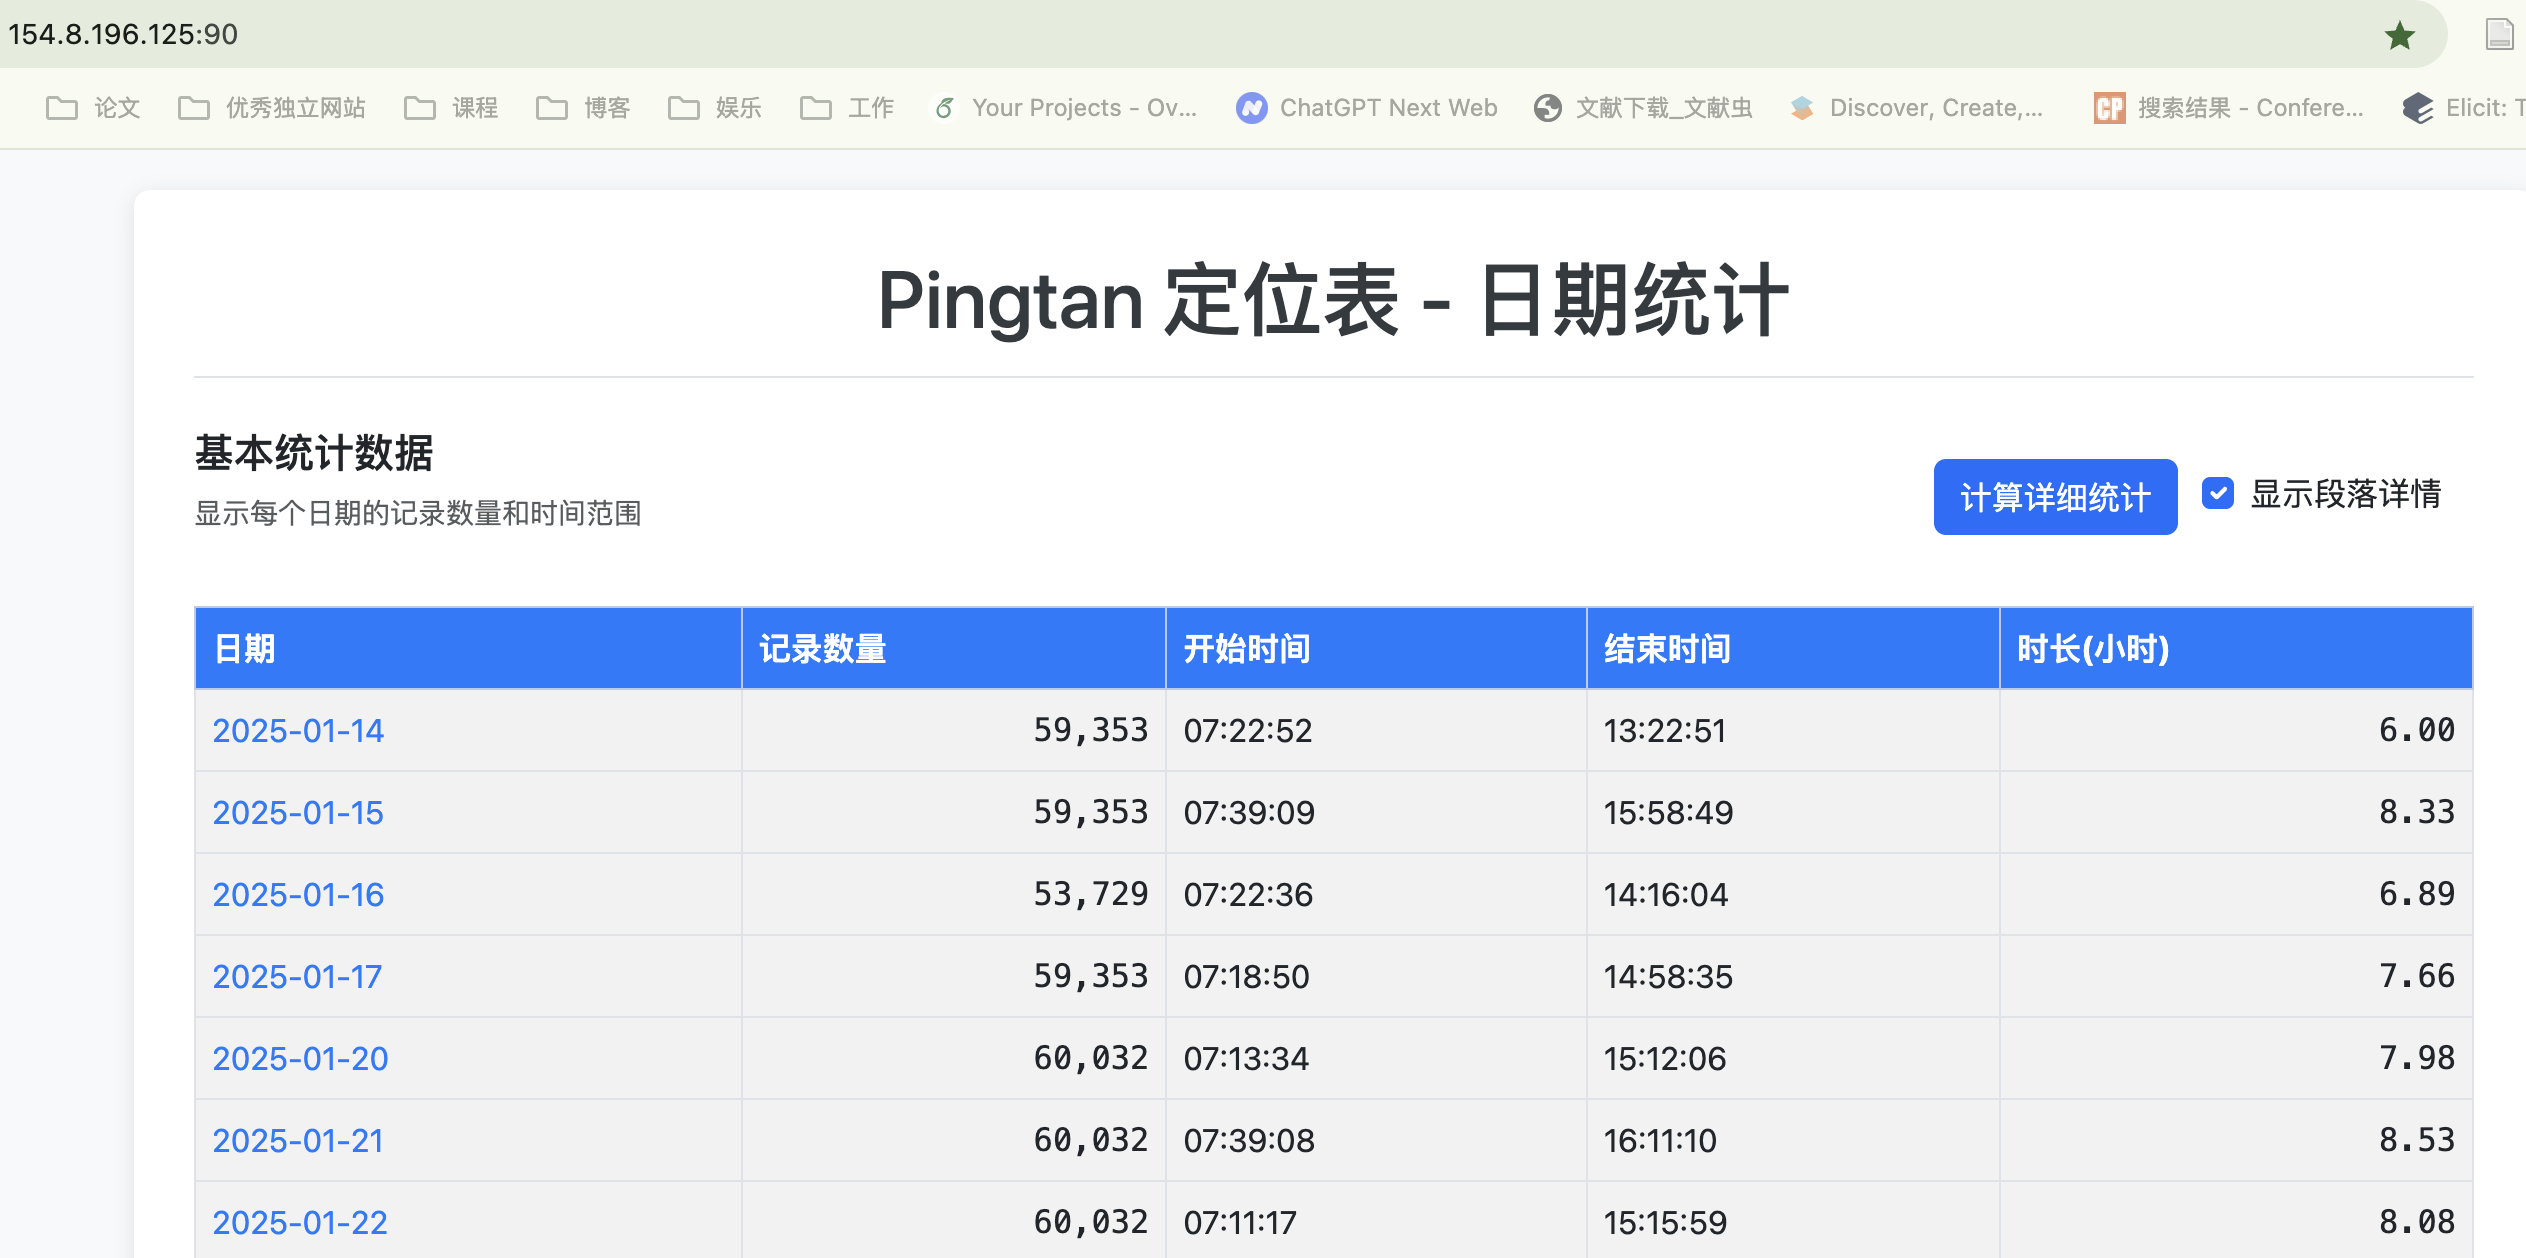 154.8.196.125:90
论文 优秀独立网站 课程 博客 娱乐 工作 Your Projects - Ov... ChatGPT Next Web 文献下载_文献虫 Discover, Create,... CP 搜索结果 - Confere... Elicit: T
Pingtan 定位表 - 日期统计
基本统计数据
显示每个日期的记录数量和时间范围
计算详细统计 显示段落详情
日期 记录数量 开始时间 结束时间 时长(小时)
2025-01-14 59,353 07:22:52 13:22:51 6.00
2025-01-15 59,353 07:39:09 15:58:49 8.33
2025-01-16 53,729 07:22:36 14:16:04 6.89
2025-01-17 59,353 07:18:50 14:58:35 7.66
2025-01-20 60,032 07:13:34 15:12:06 7.98
2025-01-21 60,032 07:39:08 16:11:10 8.53
2025-01-22 60,032 07:11:17 15:15:59 8.08